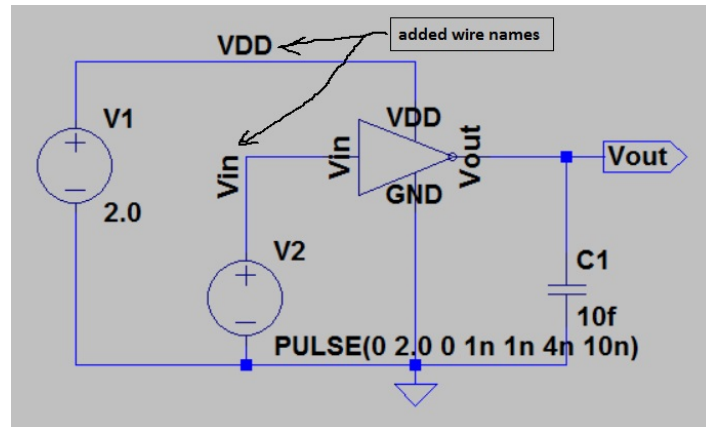 added wire names
VDD
V1
2.0
Vin
Vin
VDD
GND
Vout
Vout
V2
PULSE(0 2.0 0 1n 1n 4n 10n)
C1
10f